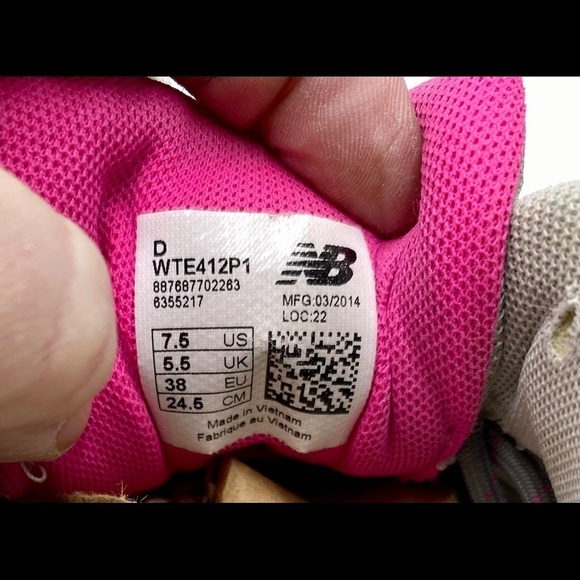 D
WTE412P1
887687702263
6355217
NB
MFG:03/2014
LOC:22
7.5 US
5.5 UK
38 EU
24.5 CM
Made in Vietnam
Fabrique au Vietnam